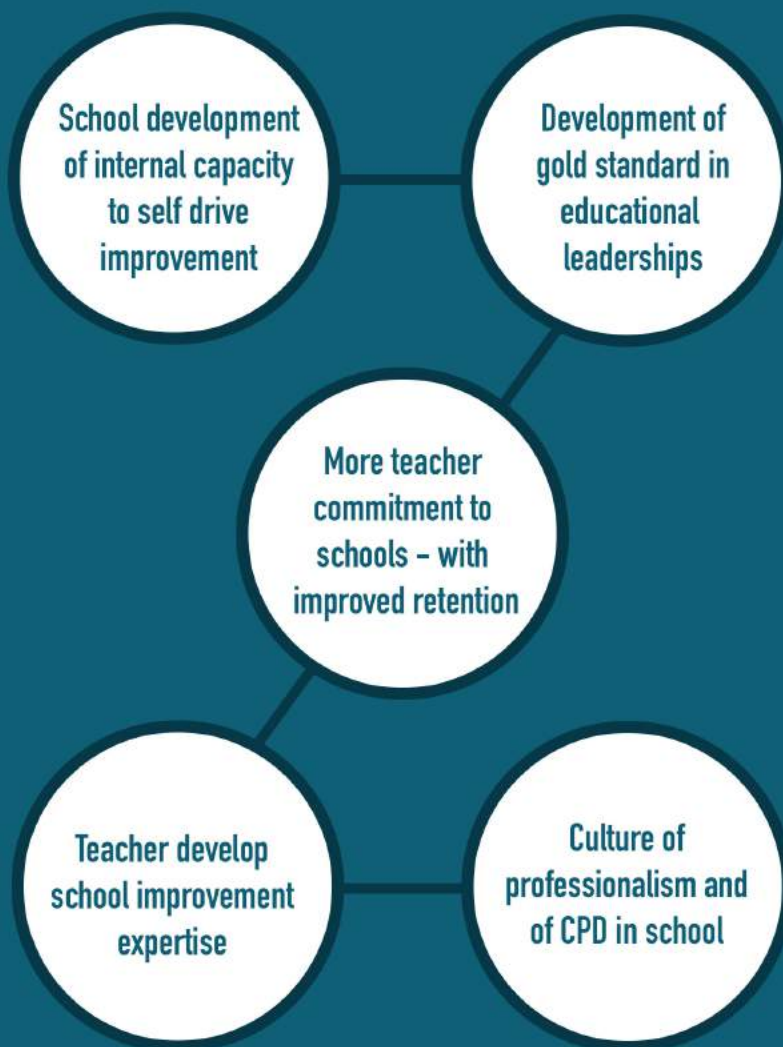 School development
of internal capacity
to self drive
improvement
Development of
gold standard in
educational
leaderships
More teacher
commitment to
schools – with
improved retention
Teacher develop
school improvement
expertise
Culture of
professionalism and
of CPD in school